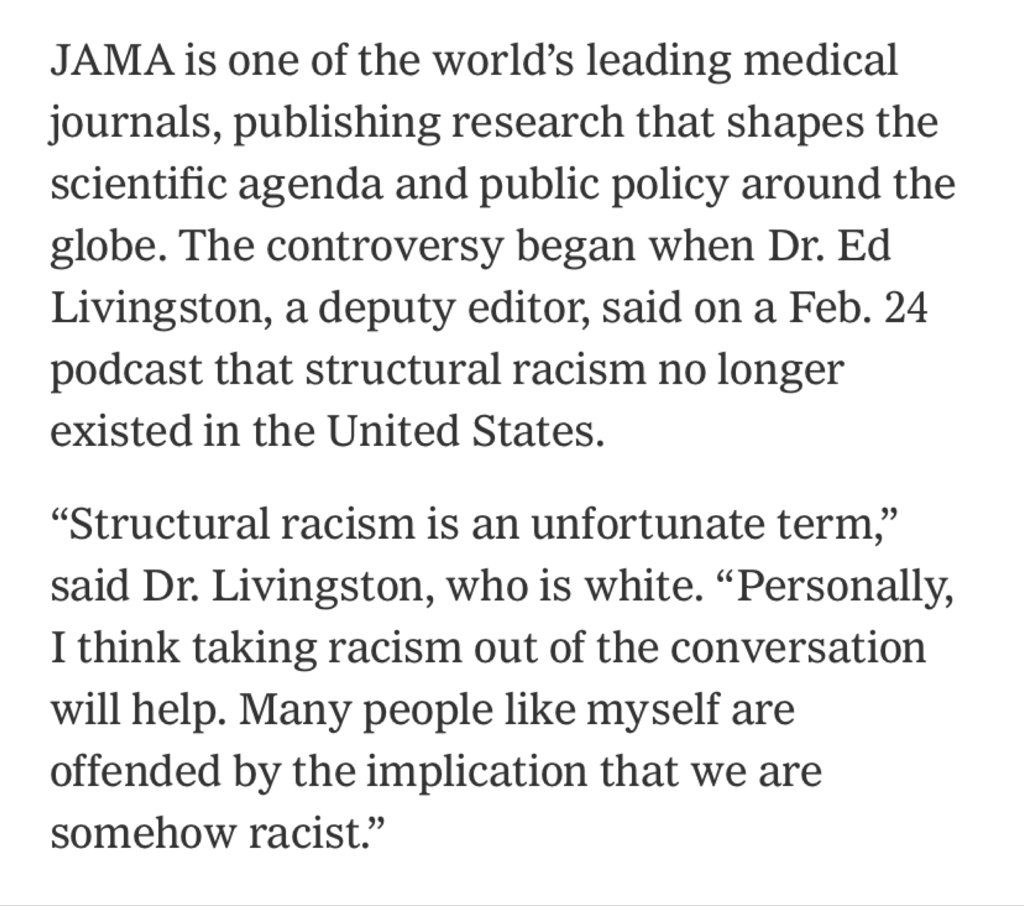 JAMA is one of the world’s leading medical
journals, publishing research that shapes the
scientific agenda and public policy around the
globe. The controversy began when Dr. Ed
Livingston, a deputy editor, said on a Feb. 24
podcast that structural racism no longer
existed in the United States.
“Structural racism is an unfortunate term,”
said Dr. Livingston, who is white. “Personally,
I think taking racism out of the conversation
will help. Many people like myself are
offended by the implication that we are
somehow racist.”